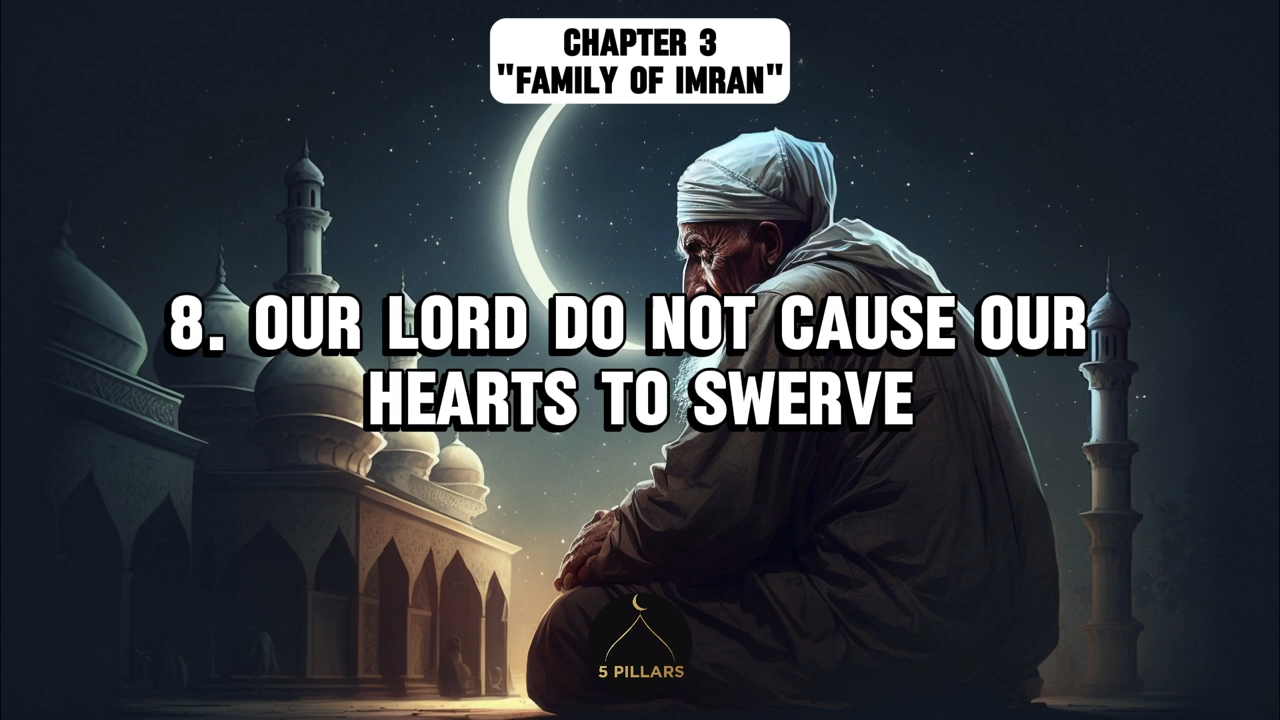 CHAPTER 3
"FAMILY OF IMRAN"
8. OUR LORD DO NOT CAUSE OUR
HEARTS TO SWERVE
5 PILLARS